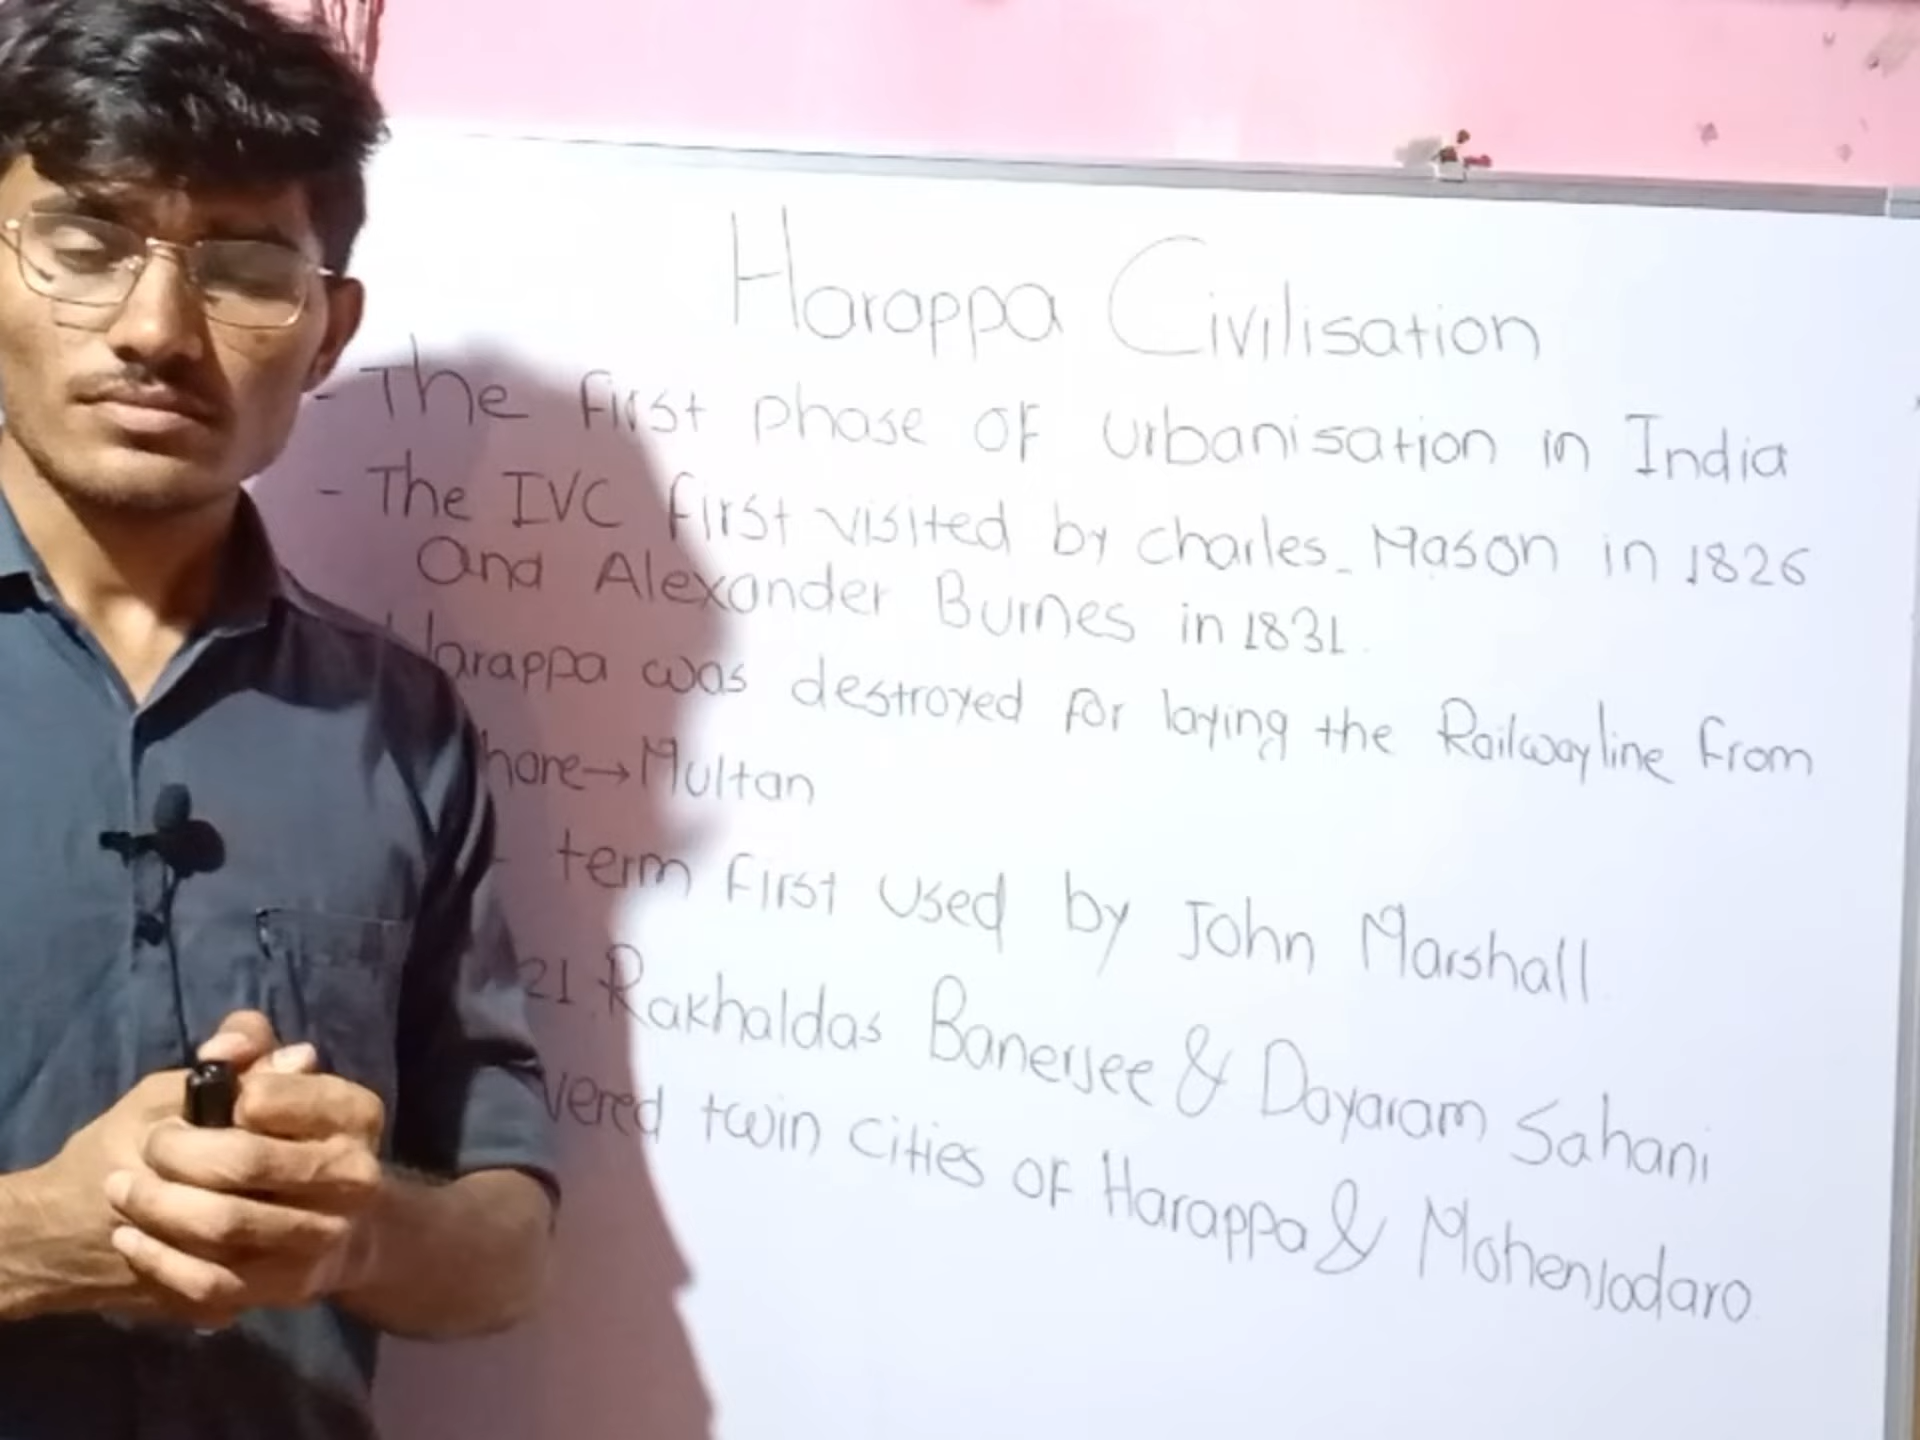 Harappa Civilisation
- The first phase of urbanisation in India
- The IVC first visited by Charles Mason in 1826
and Alexander Burnes in 1831.
Harappa was destroyed for laying the Railwayline from
hore→Multan
term first used by John Marshall
21. Rakhaldas Banerjee & Dayaram Sahani
vered twin cities of Harappa & Mohenjodaro